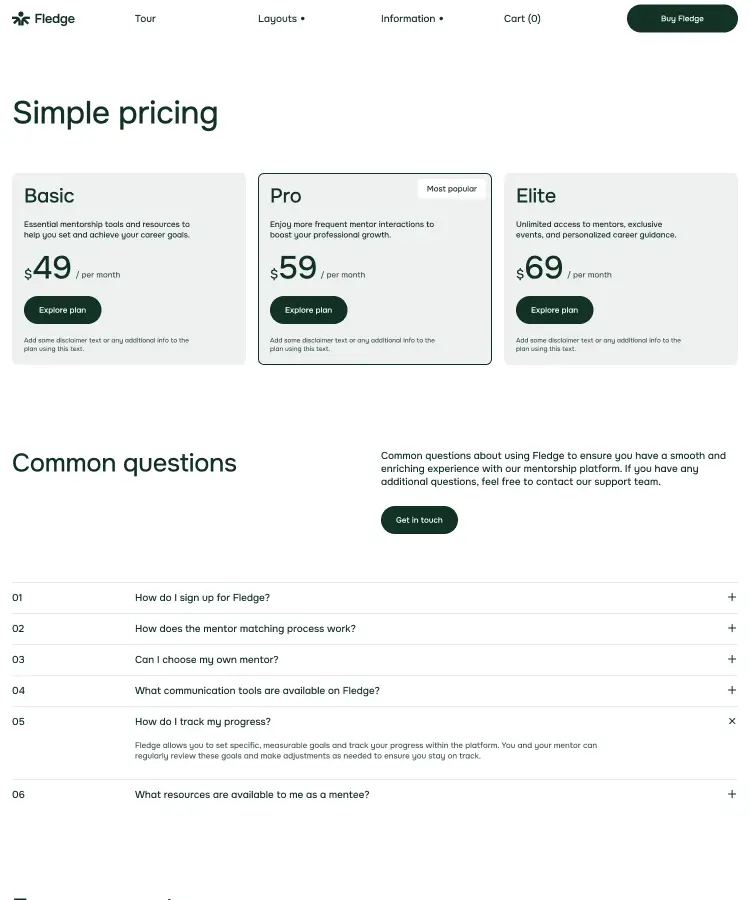 Fledge
Tour
Layouts •
Information •
Cart (0)
Buy Fledge
Simple pricing
Basic
Essential mentorship tools and resources to
help you set and achieve your career goals.
$49 / per month
Explore plan
Add some disclaimer text or any additional info to the
plan using this text.
Most popular
Pro
Enjoy more frequent mentor interactions to
boost your professional growth.
$59 / per month
Explore plan
Add some disclaimer text or any additional info to the
plan using this text.
Elite
Unlimited access to mentors, exclusive
events, and personalized career guidance.
$69 / per month
Explore plan
Add some disclaimer text or any additional info to the
plan using this text.
Common questions
Common questions about using Fledge to ensure you have a smooth and
enriching experience with our mentorship platform. If you have any
additional questions, feel free to contact our support team.
Get in touch
01 How do I sign up for Fledge?
02 How does the mentor matching process work?
03 Can I choose my own mentor?
04 What communication tools are available on Fledge?
05 How do I track my progress?
Fledge allows you to set specific, measurable goals and track your progress within the platform. You and your mentor can
regularly review these goals and make adjustments as needed to ensure you stay on track.
06 What resources are available to me as a mentee?